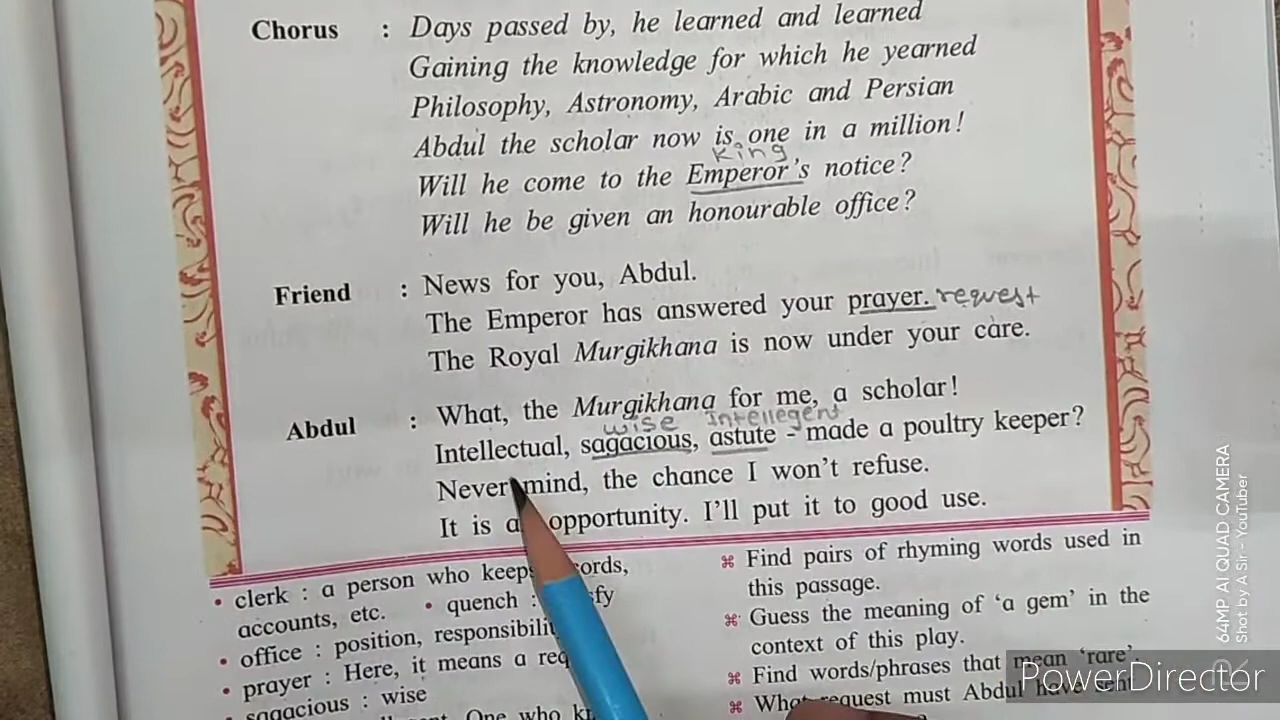 Chorus : Days passed by, he learned and learned
Gaining the knowledge for which he yearned
Philosophy, Astronomy, Arabic and Persian
Abdul the scholar now is one in a million!
king
Will he come to the Emperor's notice?
Will he be given an honourable office?
Friend : News for you, Abdul.
The Emperor has answered your prayer. request
The Royal Murgikhana is now under your care.
Abdul : What, the Murgikhana for me, a scholar!
wise Intellegent
Intellectual, sagacious, astute - made a poultry keeper?
Never mind, the chance I won't refuse.
It is opportunity. I'll put it to good use.
• clerk : a person who keeps
accounts, etc. • quench :
• office : position,
• prayer : Here, it means a
• sagacious : wise
One who
⌘ Find pairs of rhyming words used in
this passage.
⌘ Guess the meaning of 'a gem' in the
context of this play.
⌘ Find words/phrases that mean 'rare'.
⌘ What request must Abdul have sent
PowerDirector
64MP AI QUAD CAMERA
Shot by A Sir - YouTuber